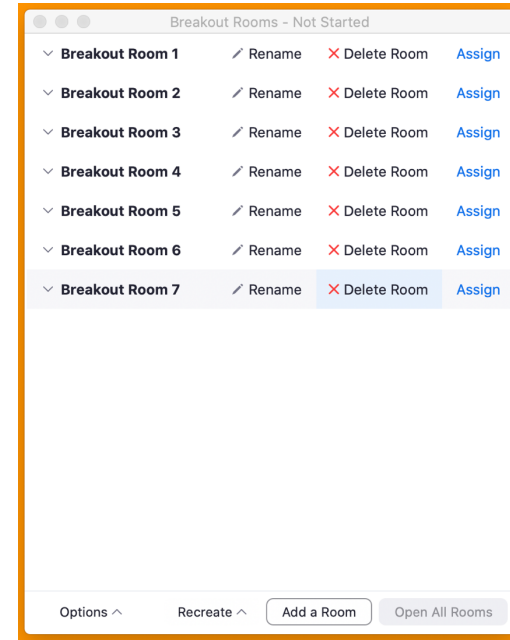 Breakout Rooms - Not Started
Breakout Room 1 Rename Delete Room Assign
Breakout Room 2 Rename Delete Room Assign
Breakout Room 3 Rename Delete Room Assign
Breakout Room 4 Rename Delete Room Assign
Breakout Room 5 Rename Delete Room Assign
Breakout Room 6 Rename Delete Room Assign
Breakout Room 7 Rename Delete Room Assign
Options Recreate Add a Room Open All Rooms